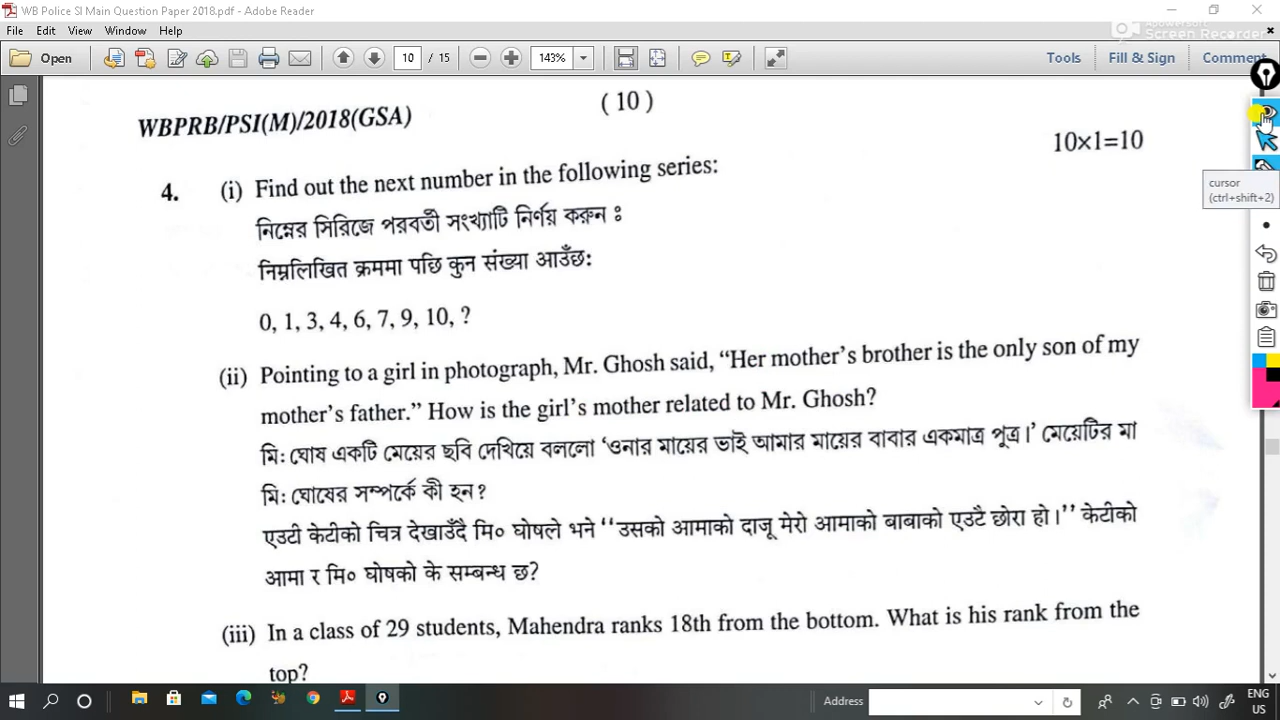 WB Police SI Main Question Paper 2018.pdf - Adobe Reader
File Edit View Window Help
Apowersoft
Screen Recorder
Open 10 / 15 143% Tools Fill & Sign Comment
WBPRB/PSI(M)/2018(GSA)
( 10 )
10×1=10
4. (i) Find out the next number in the following series:
নিম্নের সিরিজে পরবর্তী সংখ্যাটি নির্ণয় করুন ঃ
निम्नलिखित क्रममा पछि कुन संख्या आउँछ:
0, 1, 3, 4, 6, 7, 9, 10, ?
(ii) Pointing to a girl in photograph, Mr. Ghosh said, “Her mother’s brother is the only son of my
mother’s father.” How is the girl’s mother related to Mr. Ghosh?
মিঃ ঘোষ একটি মেয়ের ছবি দেখিয়ে বললো ‘ওনার মায়ের ভাই আমার মায়ের বাবার একমাত্র পুত্র।’ মেয়েটির মা
মিঃ ঘোষের সম্পর্কে কী হন?
एउटी केटीको चित्र देखाउँदै मि० घोषले भने “उसको आमाको दाजू मेरो आमाको बाबाको एउटै छोरा हो।” केटीको
आमा र मि० घोषको के सम्बन्ध छ?
(iii) In a class of 29 students, Mahendra ranks 18th from the bottom. What is his rank from the
top?
cursor
(ctrl+shift+2)
Address
ENG
US